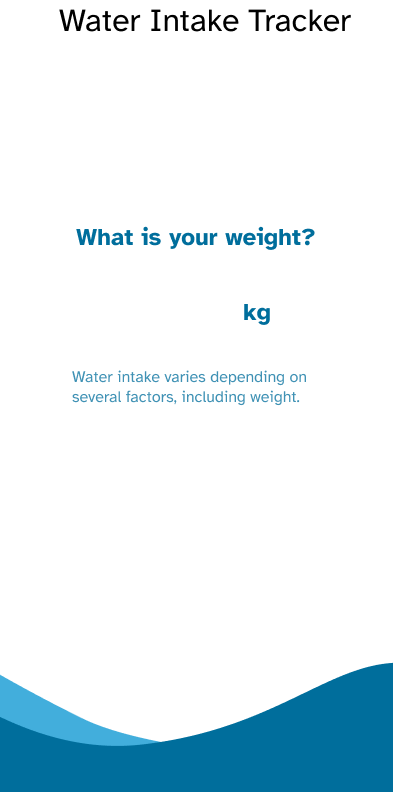 Water Intake Tracker
What is your weight?
kg
Water intake varies depending on
several factors, including weight.